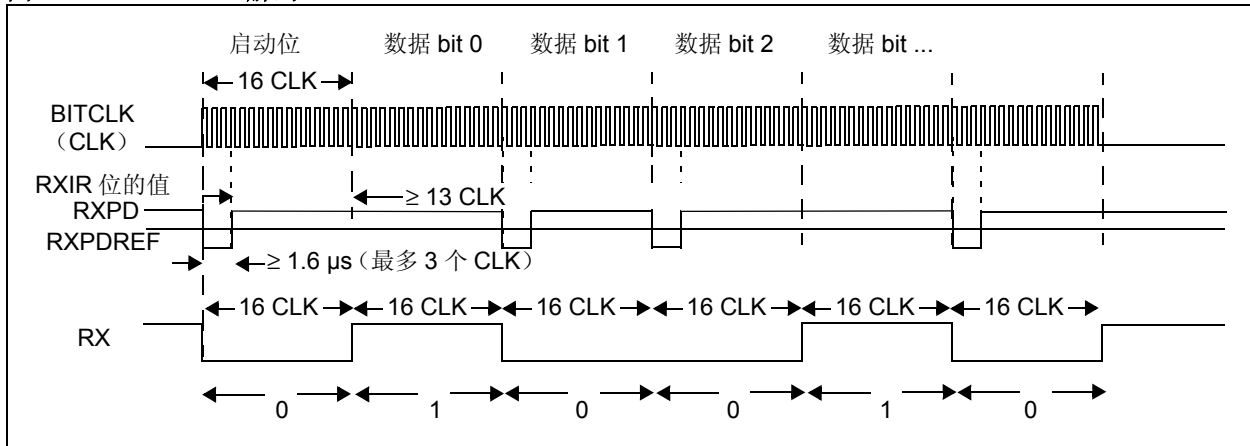 启动位 数据 bit 0 数据 bit 1 数据 bit 2 数据 bit ...
16 CLK
BITCLK
（CLK）
RXIR 位的值
≥ 13 CLK
RXPD
RXPDREF
≥ 1.6 µs（最多 3 个 CLK）
16 CLK 16 CLK 16 CLK 16 CLK 16 CLK 16 CLK
RX
0 1 0 0 1 0